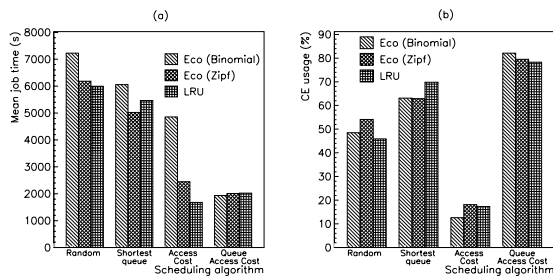 (a)
Mean job time (s)
8000
7000
6000
5000
4000
3000
2000
1000
0
Eco (Binomial)
Eco (Zipf)
LRU
Random
Shortest
queue
Access
Cost
Queue
Access Cost
Scheduling algorithm
(b)
CE usage (%)
90
80
70
60
50
40
30
20
10
0
Eco (Binomial)
Eco (Zipf)
LRU
Random
Shortest
queue
Access
Cost
Queue
Access Cost
Scheduling algorithm